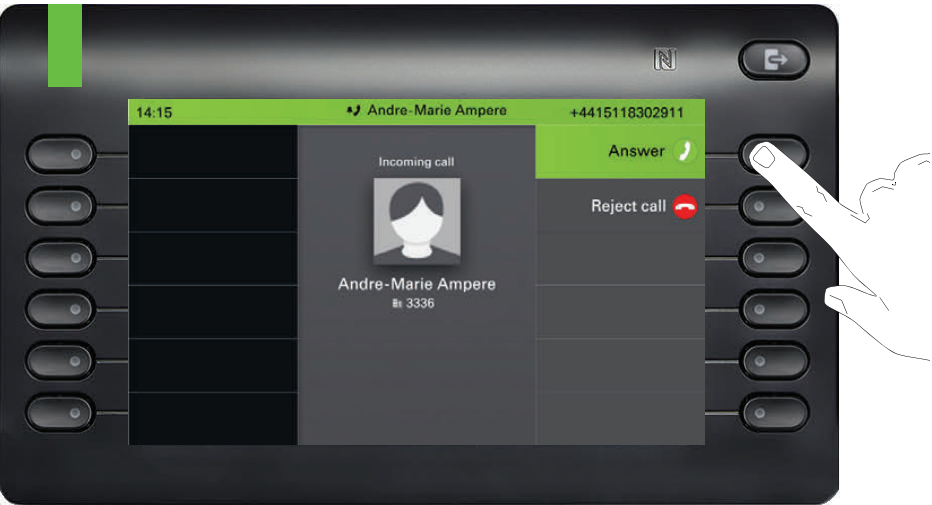 14:15
Andre-Marie Ampere
+4415118302911
Incoming call
Answer
Reject call
Andre-Marie Ampere
3336